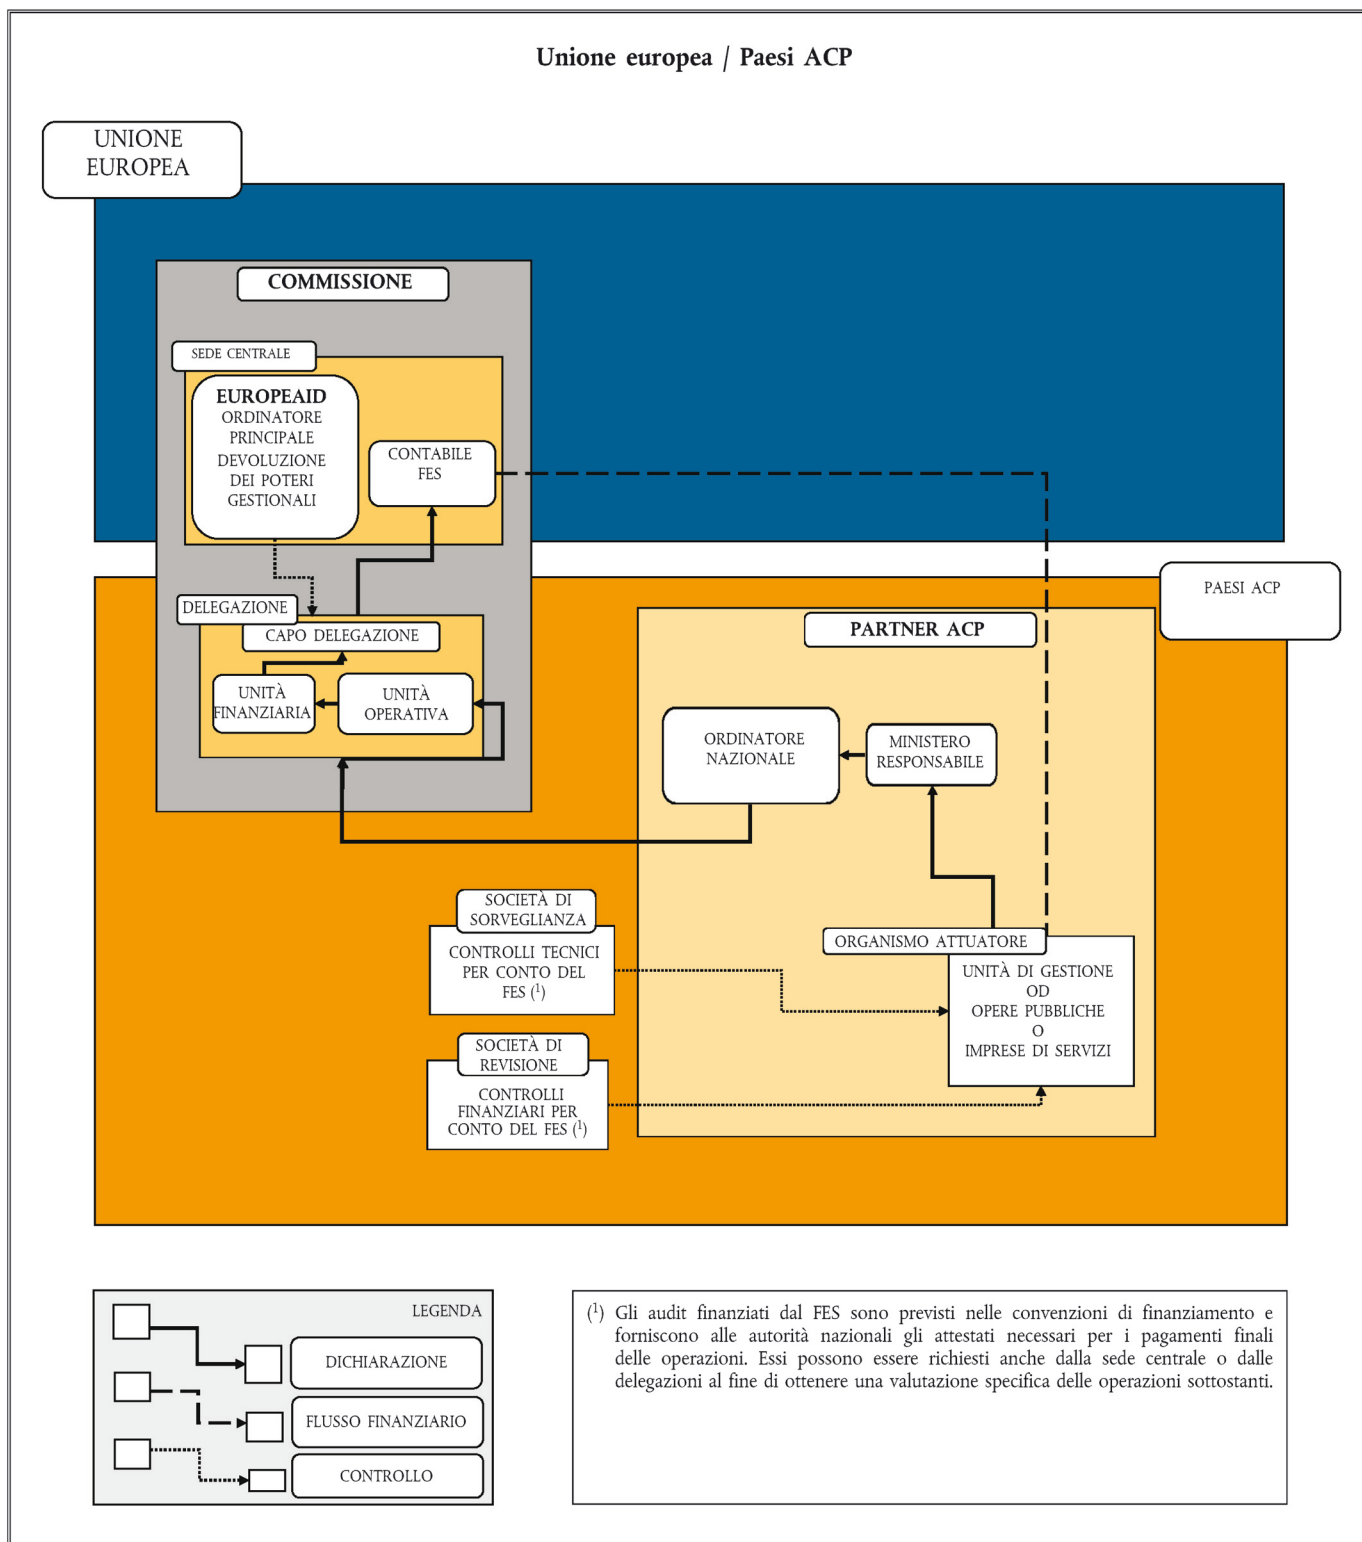 Unione europea / Paesi ACP
UNIONE
EUROPEA
COMMISSIONE
SEDE CENTRALE
EUROPEAID
ORDINATORE
PRINCIPALE
DEVOLUZIONE
DEI POTERI
GESTIONALI
CONTABILE
FES
PAESI ACP
DELEGAZIONE
CAPO DELEGAZIONE
UNITÀ
FINANZIARIA
UNITÀ
OPERATIVA
PARTNER ACP
ORDINATORE
NAZIONALE
MINISTERO
RESPONSABILE
SOCIETÀ DI
SORVEGLIANZA
CONTROLLI TECNICI
PER CONTO DEL
FES (1)
ORGANISMO ATTUATORE
UNITÀ DI GESTIONE
OD
OPERE PUBBLICHE
O
IMPRESE DI SERVIZI
SOCIETÀ DI
REVISIONE
CONTROLLI
FINANZIARI PER
CONTO DEL FES (1)
LEGENDA
DICHIARAZIONE
FLUSSO FINANZIARIO
CONTROLLO
(1) Gli audit finanziati dal FES sono previsti nelle convenzioni di finanziamento e
forniscono alle autorità nazionali gli attestati necessari per i pagamenti finali
delle operazioni. Essi possono essere richiesti anche dalla sede centrale o dalle
delegazioni al fine di ottenere una valutazione specifica delle operazioni sottostanti.